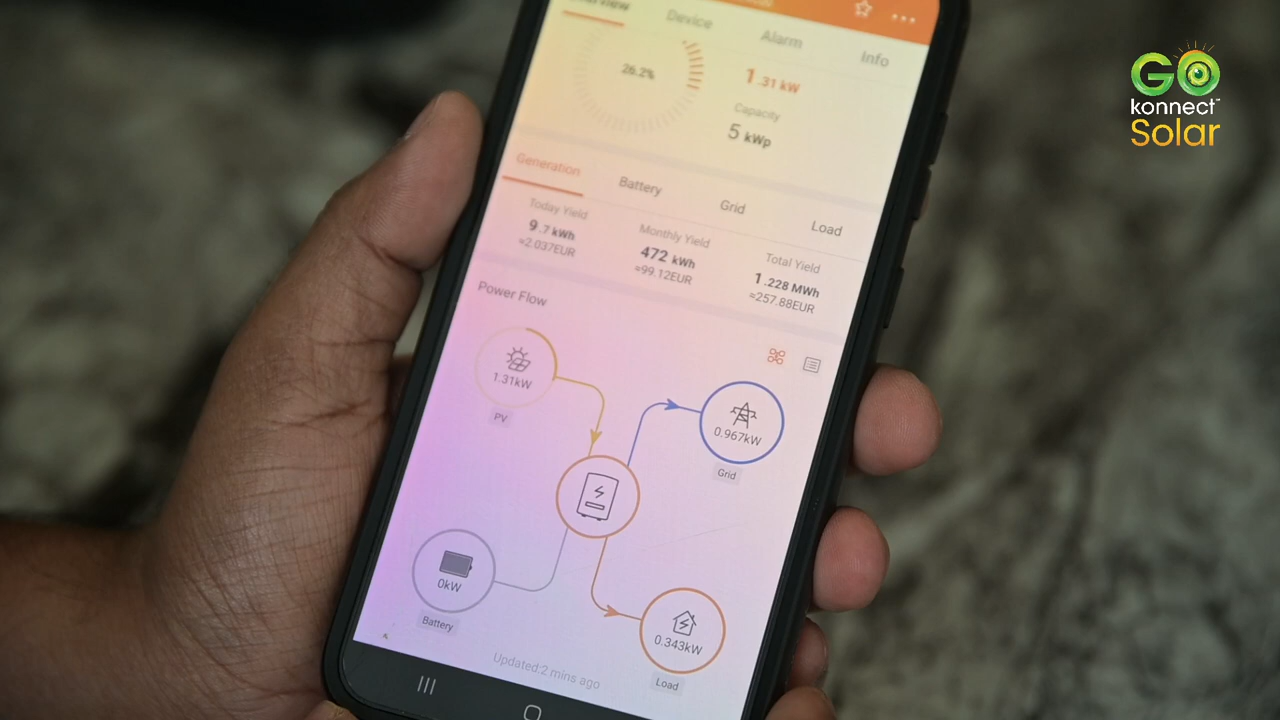 GO
konnect™
Solar
Overview Device Alarm Info
26.2%
1.31 kW
Capacity
5 kWp
Generation Battery Grid Load
Today Yield Monthly Yield Total Yield
9.7 kWh 472 kWh 1.228 MWh
≈2.037EUR ≈99.12EUR ≈257.88EUR
Power Flow
1.31kW
PV
0.967kW
Grid
0kW
Battery
0.343kW
Load
Updated:2 mins ago